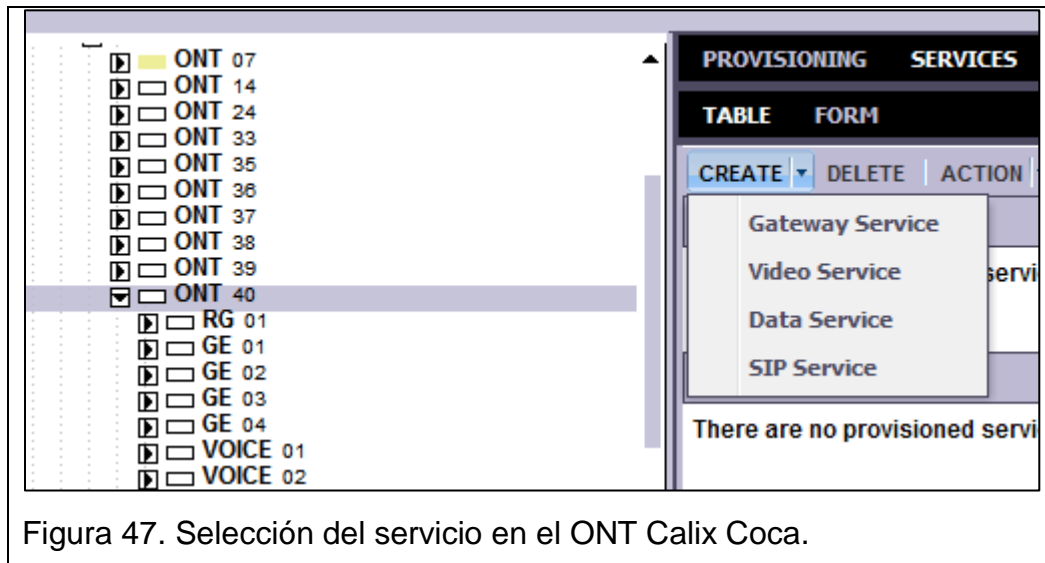 ONT 07
ONT 14
ONT 24
ONT 33
ONT 35
ONT 36
ONT 37
ONT 38
ONT 39
ONT 40
RG 01
GE 01
GE 02
GE 03
GE 04
VOICE 01
VOICE 02
PROVISIONING SERVICES
TABLE FORM
CREATE DELETE ACTION
Gateway Service
Video Service
Data Service
SIP Service
There are no provisioned servi
Figura 47. Selección del servicio en el ONT Calix Coca.